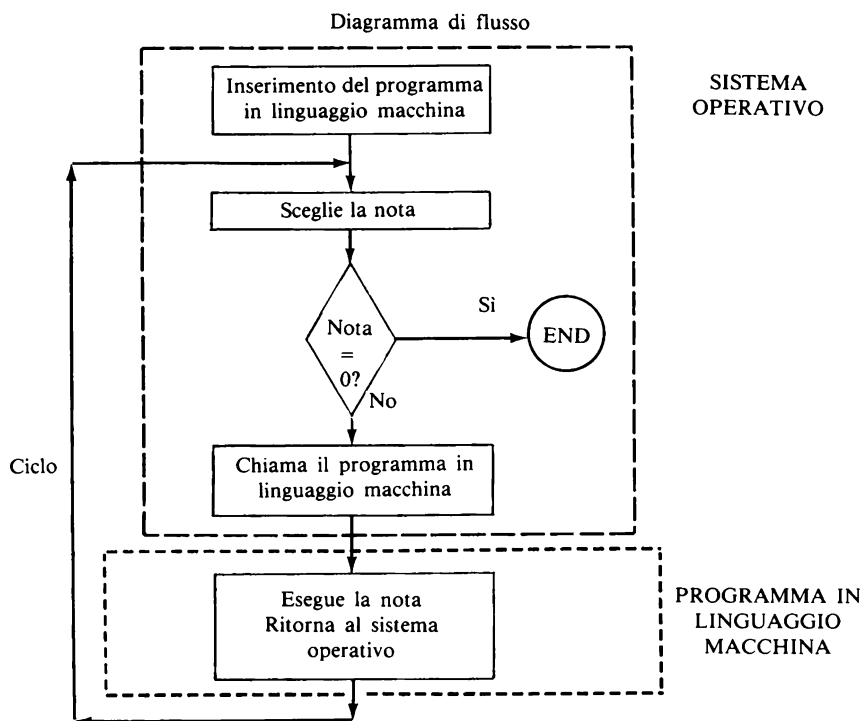 Diagramma di flusso
Inserimento del programma
in linguaggio macchina
SISTEMA
OPERATIVO
Sceglie la nota
Sì
Nota
=
0?
END
No
Ciclo
Chiama il programma in
linguaggio macchina
Esegue la nota
Ritorna al sistema
operativo
PROGRAMMA IN
LINGUAGGIO
MACCHINA